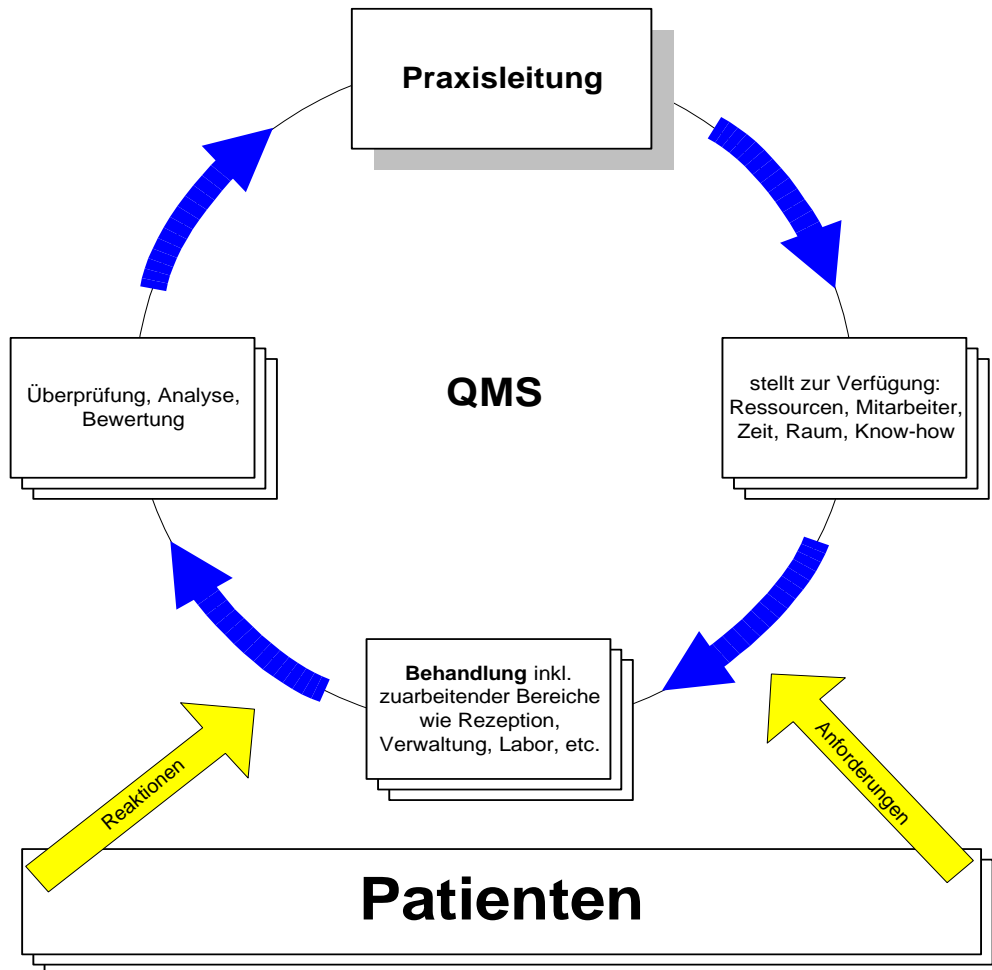 Praxisleitung
Überprüfung, Analyse,
Bewertung
QMS
stellt zur Verfügung:
Ressourcen, Mitarbeiter,
Zeit, Raum, Know-how
Behandlung inkl.
zuarbeitender Bereiche
wie Rezeption,
Verwaltung, Labor, etc.
Reaktionen
Anforderungen
Patienten